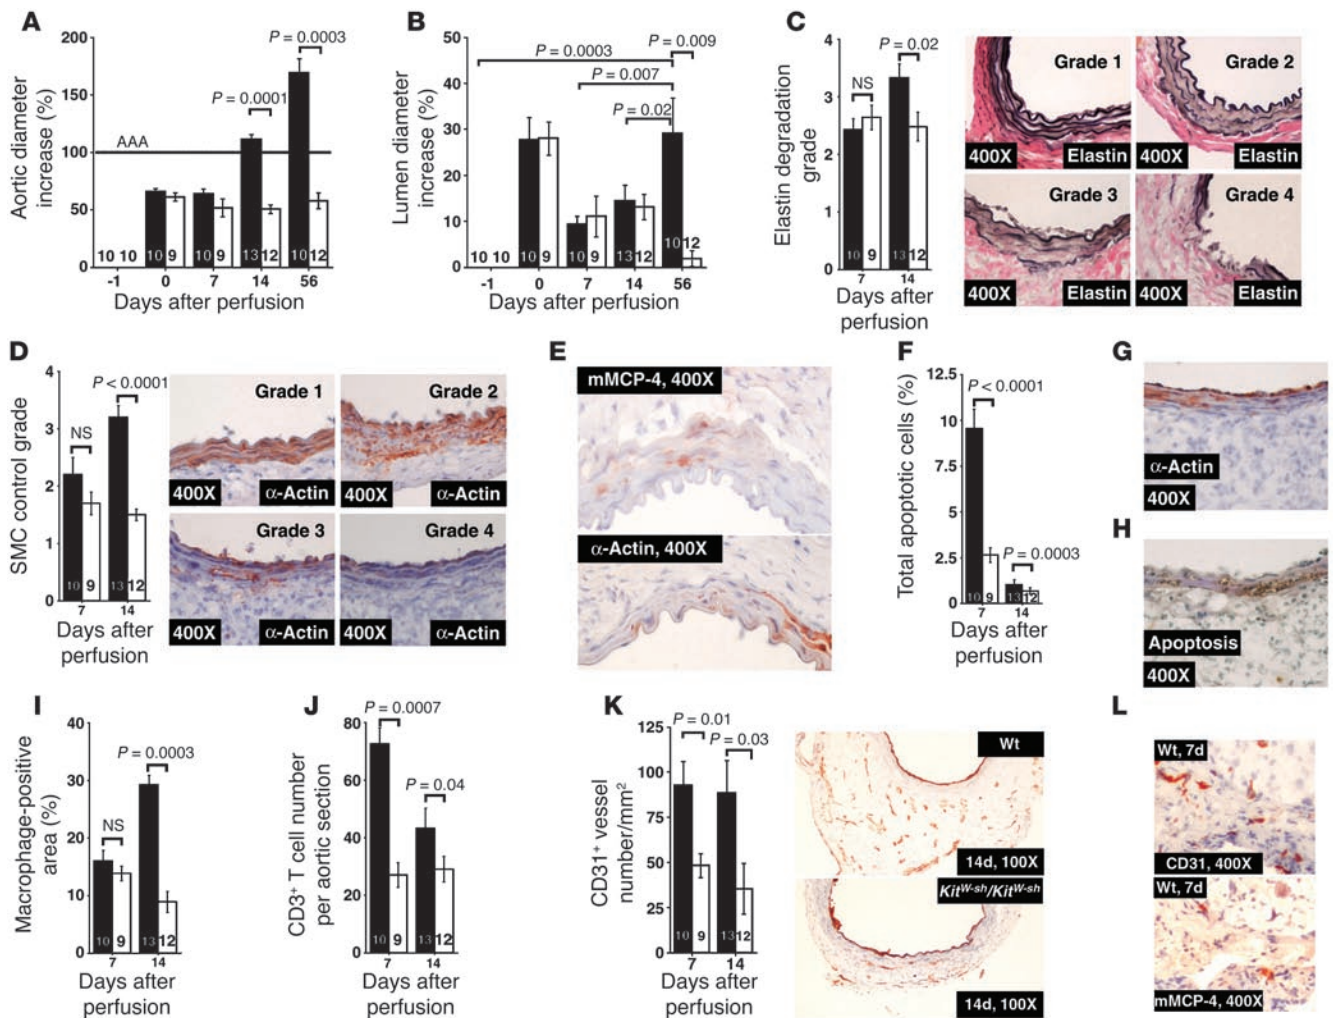 A
Aortic diameter
increase (%)
200
150
100
50
0
P = 0.0003
P = 0.0001
AAA
10 10 10 9 10 9 13 12 10 12
-1 0 7 14 56
Days after perfusion
B
Lumen diameter
increase (%)
50
40
30
20
10
0
P = 0.0003
P = 0.009
P = 0.007
P = 0.02
10 10 10 9 10 9 13 12 10 12
-1 0 7 14 56
Days after perfusion
C
Elastin degradation
grade
4
3
2
1
0
P = 0.02
NS
10 9 13 12
7 14
Days after
perfusion
Grade 1
400X Elastin
Grade 2
400X Elastin
Grade 3
400X Elastin
Grade 4
400X Elastin
D
SMC control grade
4
3
2
1
0
P < 0.0001
NS
10 9 13 12
7 14
Days after
perfusion
Grade 1
400X α-Actin
Grade 2
400X α-Actin
Grade 3
400X α-Actin
Grade 4
400X α-Actin
E
mMCP-4, 400X
α-Actin, 400X
F
Total apoptotic cells (%)
12.5
10
7.5
5
2.5
0
P < 0.0001
P = 0.0003
10 9 13 12
7 14
Days after
perfusion
G
α-Actin
400X
H
Apoptosis
400X
I
Macrophage-positive
area (%)
40
30
20
10
0
P = 0.0003
NS
10 9 13 12
7 14
Days after
perfusion
J
CD3⁺ T cell number
per aortic section
80
60
40
20
0
P = 0.0007
P = 0.04
10 9 13 12
7 14
Days after
perfusion
K
CD31⁺ vessel
number/mm²
125
100
75
50
25
0
P = 0.01
P = 0.03
10 9 13 12
7 14
Days after
perfusion
Wt
14d, 100X
Kit^W-sh/Kit^W-sh
14d, 100X
L
Wt, 7d
CD31, 400X
Wt, 7d
mMCP-4, 400X